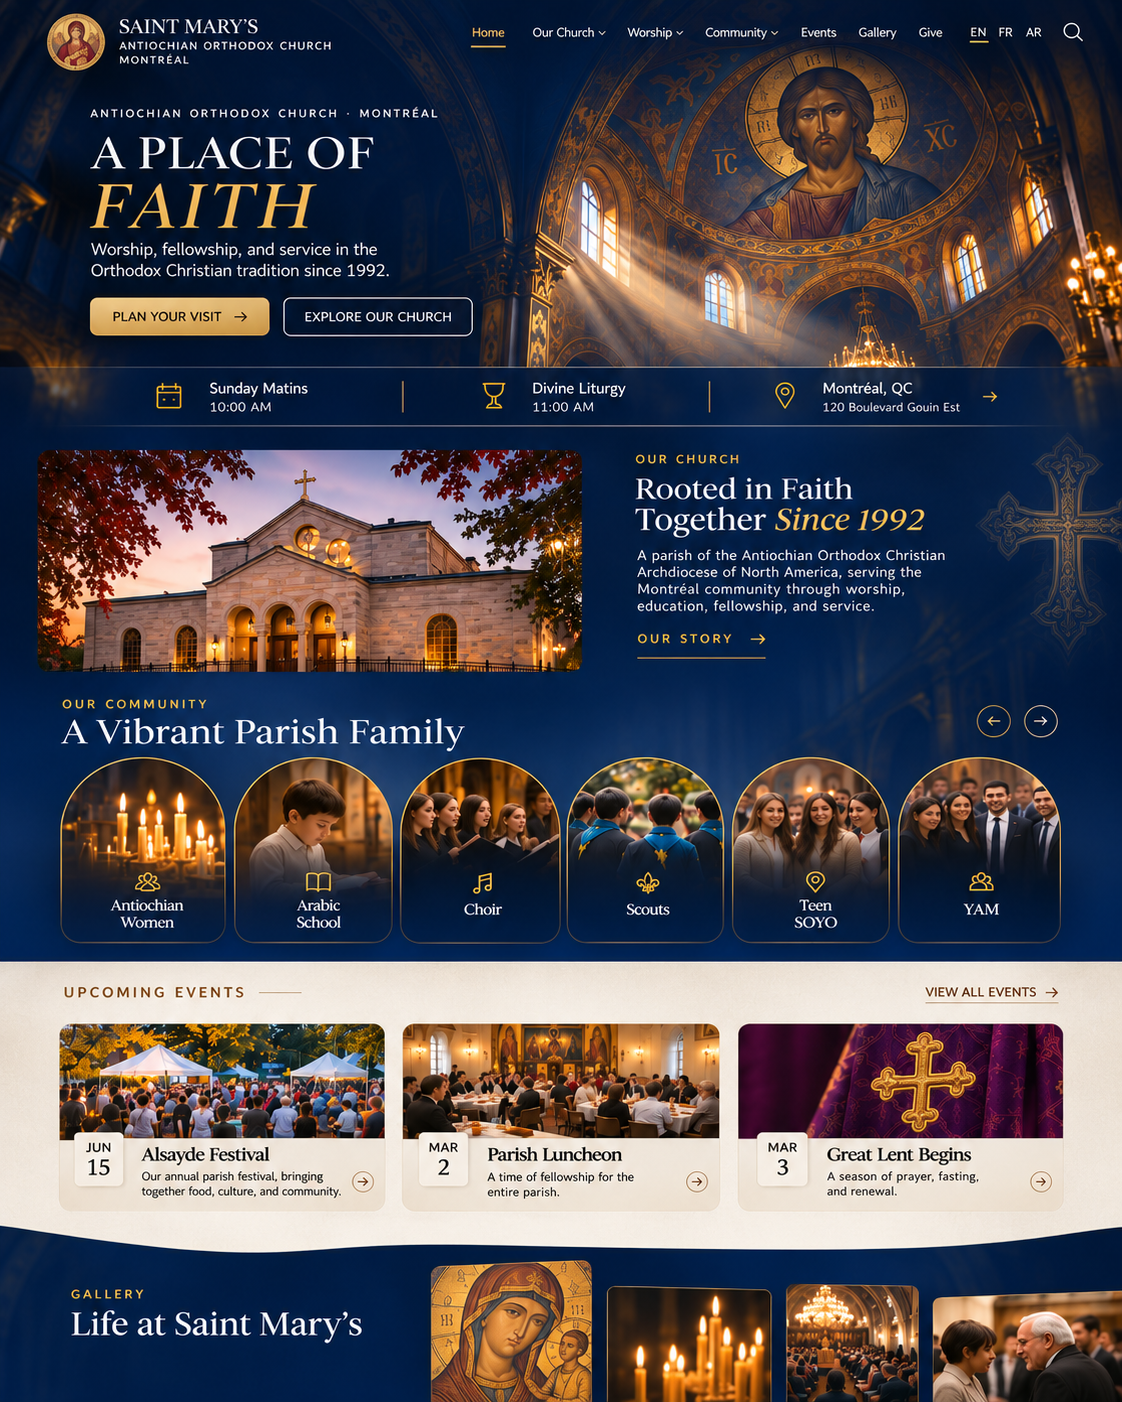 SAINT MARY'S
ANTIOCHIAN ORTHODOX CHURCH
MONTRÉAL
Home
Our Church
Worship
Community
Events
Gallery
Give
EN FR AR
ANTIOCHIAN ORTHODOX CHURCH · MONTRÉAL
A PLACE OF
FAITH
Worship, fellowship, and service in the
Orthodox Christian tradition since 1992.
PLAN YOUR VISIT →
EXPLORE OUR CHURCH
IC
XC
Sunday Matins
10:00 AM
Divine Liturgy
11:00 AM
Montréal, QC
120 Boulevard Gouin Est
OUR CHURCH
Rooted in Faith
Together Since 1992
A parish of the Antiochian Orthodox Christian
Archdiocese of North America, serving the
Montréal community through worship,
education, fellowship, and service.
OUR STORY →
OUR COMMUNITY
A Vibrant Parish Family
Antiochian
Women
Arabic
School
Choir
Scouts
Teen
SOYO
YAM
UPCOMING EVENTS
VIEW ALL EVENTS →
JUN
15
Alsayde Festival
Our annual parish festival, bringing
together food, culture, and community.
MAR
2
Parish Luncheon
A time of fellowship for the
entire parish.
MAR
3
Great Lent Begins
A season of prayer, fasting,
and renewal.
GALLERY
Life at Saint Mary's